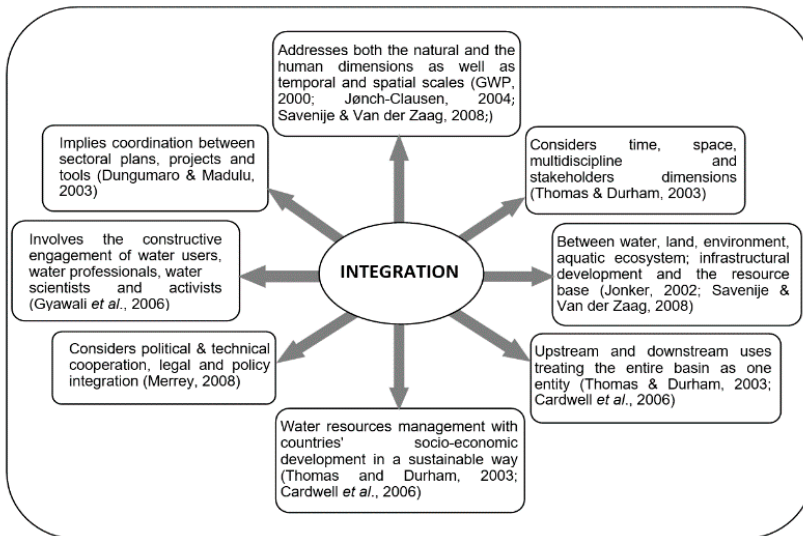 Addresses both the natural and the
human dimensions as well as
temporal and spatial scales (GWP,
2000; Jønch-Clausen, 2004;
Savenije & Van der Zaag, 2008;)
Implies coordination between
sectoral plans, projects and
tools (Dungumaro & Madulu,
2003)
Considers time, space,
multidiscipline and
stakeholders dimensions
(Thomas & Durham, 2003)
Involves the constructive
engagement of water users,
water professionals, water
scientists and activists
(Gyawali et al., 2006)
INTEGRATION
Between water, land, environment,
aquatic ecosystem; infrastructural
development and the resource
base (Jonker, 2002; Savenije &
Van der Zaag, 2008)
Considers political & technical
cooperation, legal and policy
integration (Merrey, 2008)
Upstream and downstream uses
treating the entire basin as one
entity (Thomas & Durham, 2003;
Cardwell et al., 2006)
Water resources management with
countries' socio-economic
development in a sustainable way
(Thomas and Durham, 2003;
Cardwell et al., 2006)